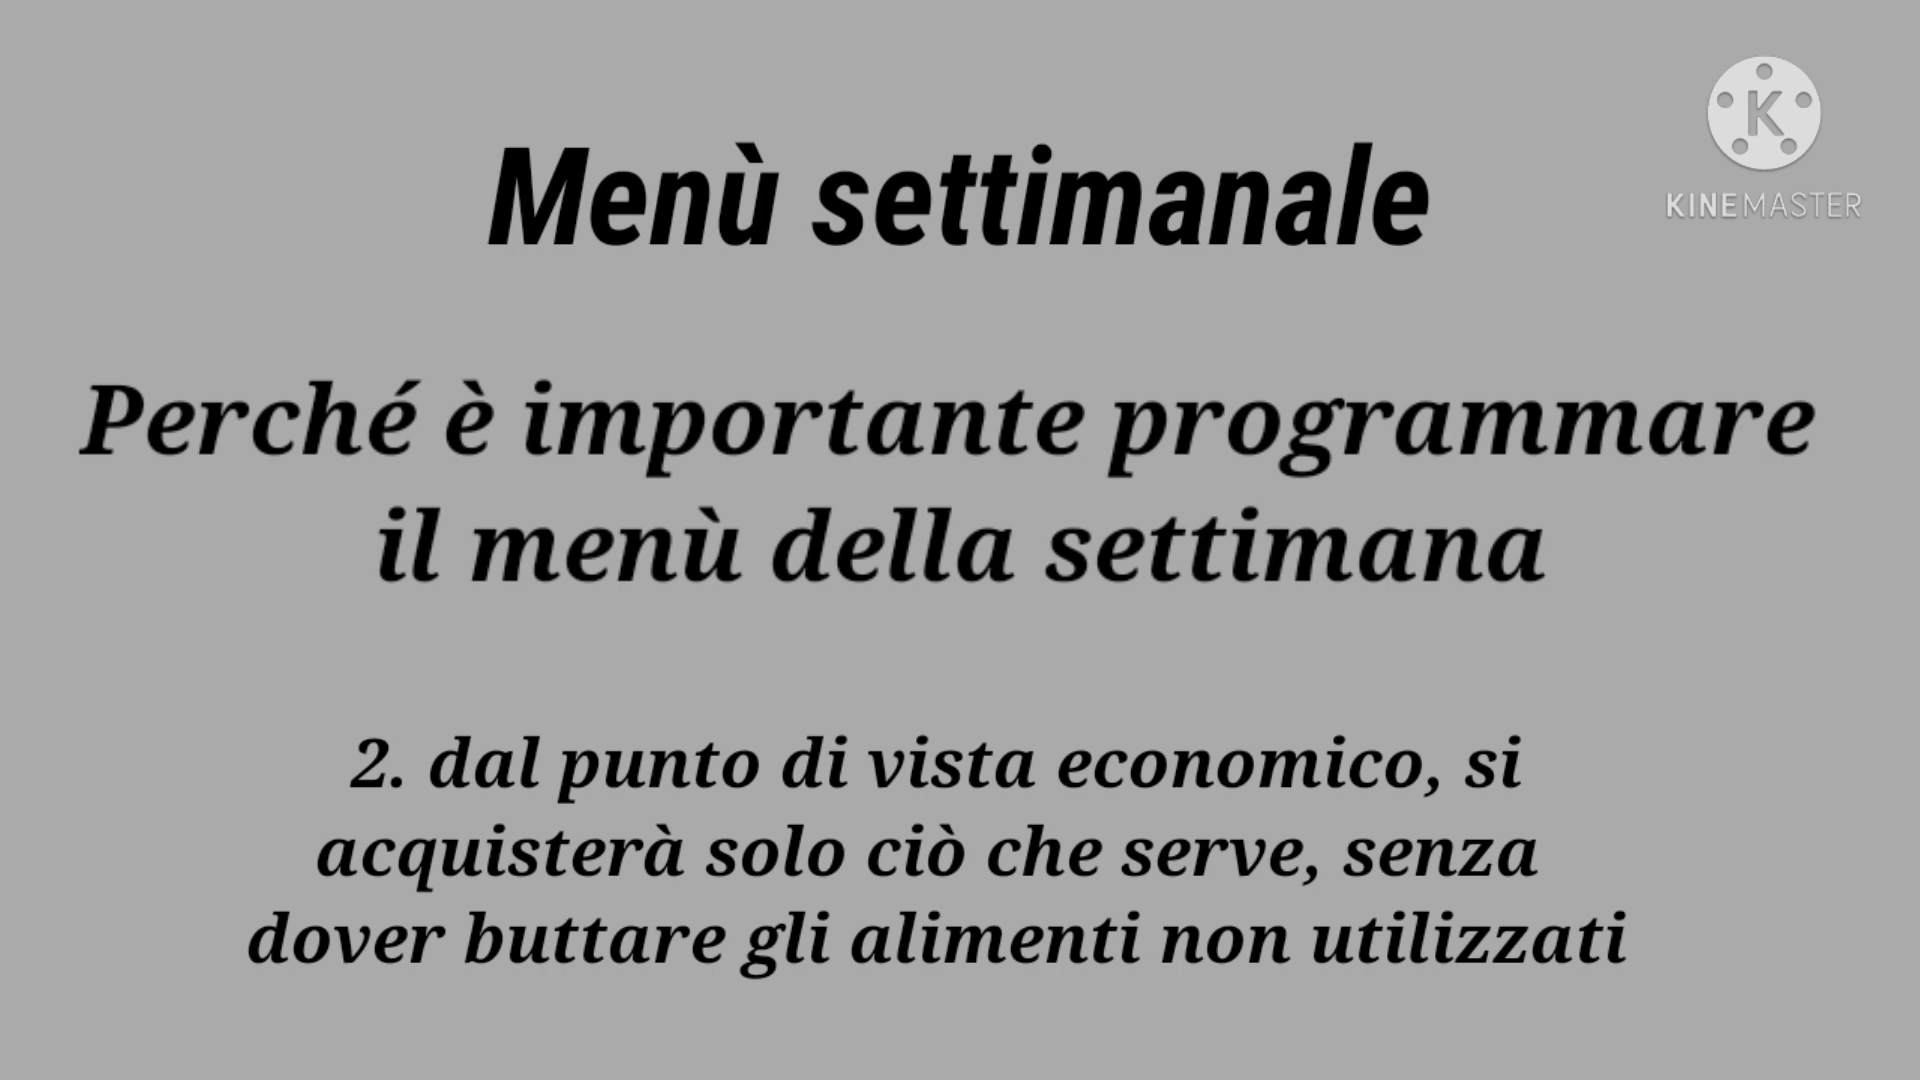 Menù settimanale
K
KINEMASTER
Perché è importante programmare
il menù della settimana
2. dal punto di vista economico, si
acquisterà solo ciò che serve, senza
dover buttare gli alimenti non utilizzati